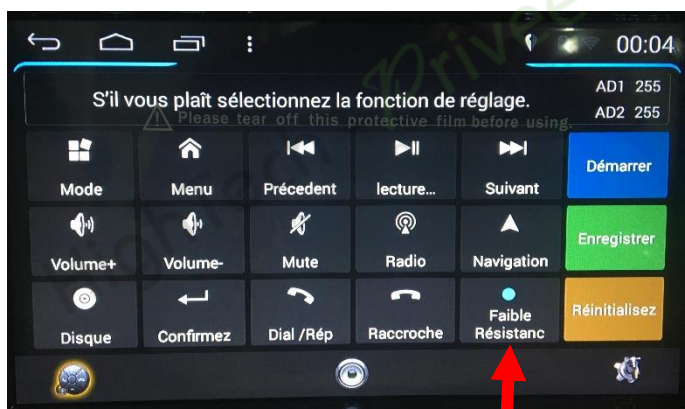 00:04
S'il vous plaît sélectionnez la fonction de réglage.
AD1 255
AD2 255
Please tear off this protective film before using.
Mode
Menu
Précedent
lecture...
Suivant
Démarrer
Volume+
Volume-
Mute
Radio
Navigation
Enregistrer
Disque
Confirmez
Dial /Rép
Raccroche
Faible
Résistanc
Réinitialisez
HighTech Privee